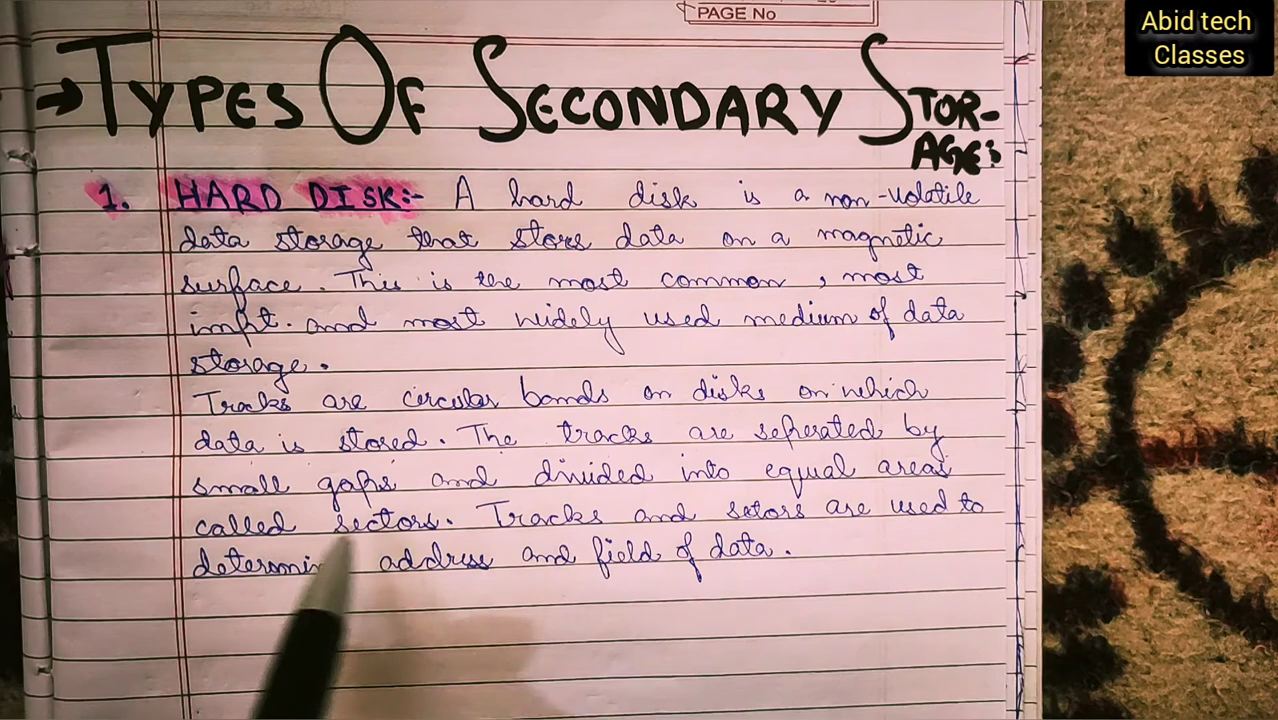 PAGE No
Abid tech
Classes
→TYPES OF SECONDARY STOR-
AGE:
1. HARD DISK:- A hard disk is a non-volatile
data storage that stores data on a magnetic
surface. This is the most common, most
impt. and most widely used medium of data
storage.
Tracks are circular bands on disks on which
data is stored. The tracks are seperated by
small gaps and divided into equal areas
called sectors. Tracks and setors are used to
address and field of data.